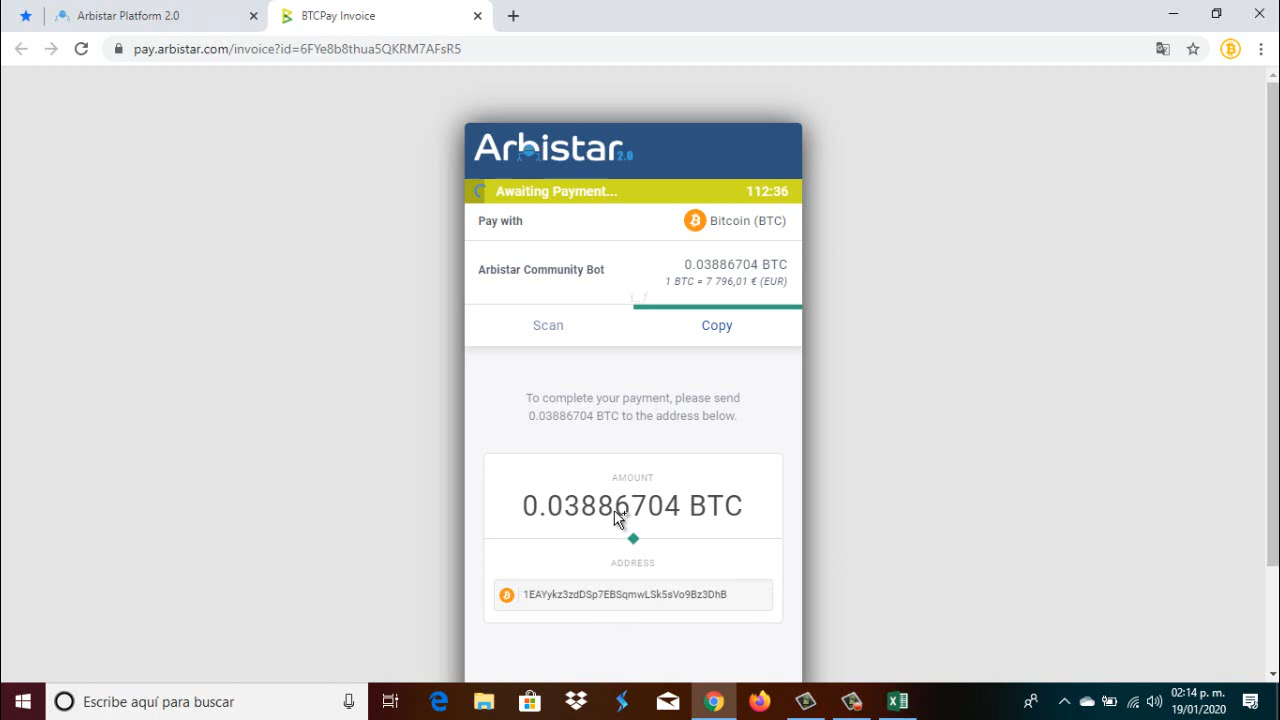 Arbistar Platform 2.0
BTCPay Invoice
pay.arbistar.com/invoice?id=6FYe8b8thua5QKRM7AFsR5
Arbistar 2.0
Awaiting Payment... 112:36
Pay with Bitcoin (BTC)
Arbistar Community Bot 0.03886704 BTC
1 BTC = 7 796,01 € (EUR)
Scan Copy
To complete your payment, please send
0.03886704 BTC to the address below.
AMOUNT
0.03886704 BTC
ADDRESS
1EAYykz3zdDSp7EBSqmwLSk5sVo9Bz3DhB
Escribe aquí para buscar
02:14 p. m.
19/01/2020